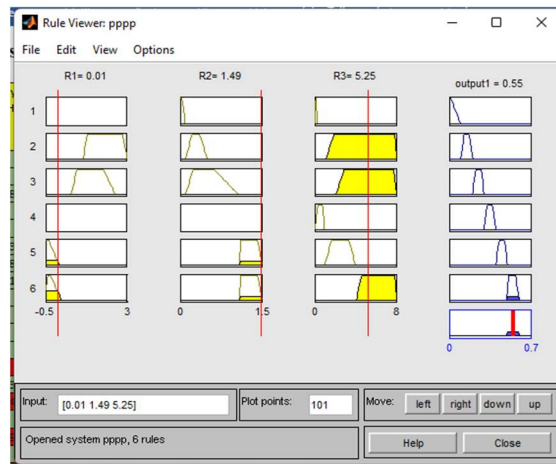 Rule Viewer: pppp
File Edit View Options
R1= 0.01 R2= 1.49 R3= 5.25 output1 = 0.55
1
2
3
4
5
6
-0.5 3 0 1.5 0 8
0 0.7
Input: [0.01 1.49 5.25] Plot points: 101 Move: left right down up
Opened system pppp, 6 rules Help Close